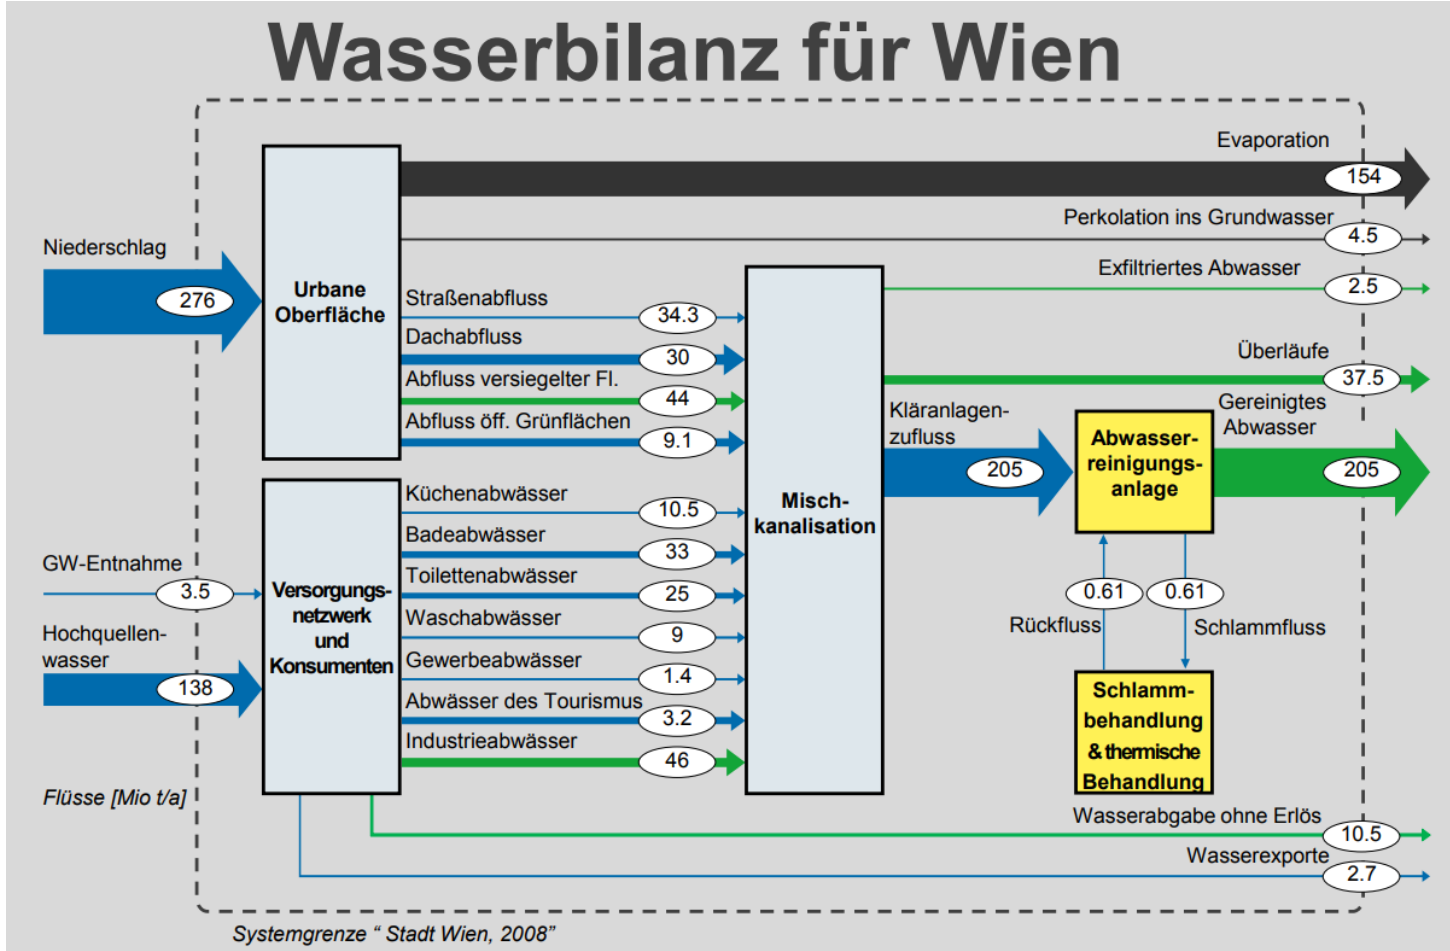 Wasserbilanz für Wien
Evaporation
154
Perkolation ins Grundwasser
4.5
Niederschlag
276
Urbane
Oberfläche
Exfiltriertes Abwasser
2.5
Straßenabfluss
34.3
Dachabfluss
30
Abfluss versiegelter Fl.
44
Abfluss öff. Grünflächen
9.1
Überläufe
37.5
Kläranlagen-
zufluss
205
Abwasser-
reinigungs-
anlage
Gereinigtes
Abwasser
205
Misch-
kanalisation
Küchenabwässer
10.5
Badeabwässer
33
Toilettenabwässer
25
Waschabwässer
9
Gewerbeabwässer
1.4
Abwässer des Tourismus
3.2
Industrieabwässer
46
GW-Entnahme
3.5
Hochquellen-
wasser
138
Versorgungs-
netzwerk
und
Konsumenten
0.61
0.61
Rückfluss
Schlammfluss
Schlamm-
behandlung
& thermische
Behandlung
Flüsse [Mio t/a]
Wasserabgabe ohne Erlös
10.5
Wasserexporte
2.7
Systemgrenze “ Stadt Wien, 2008”